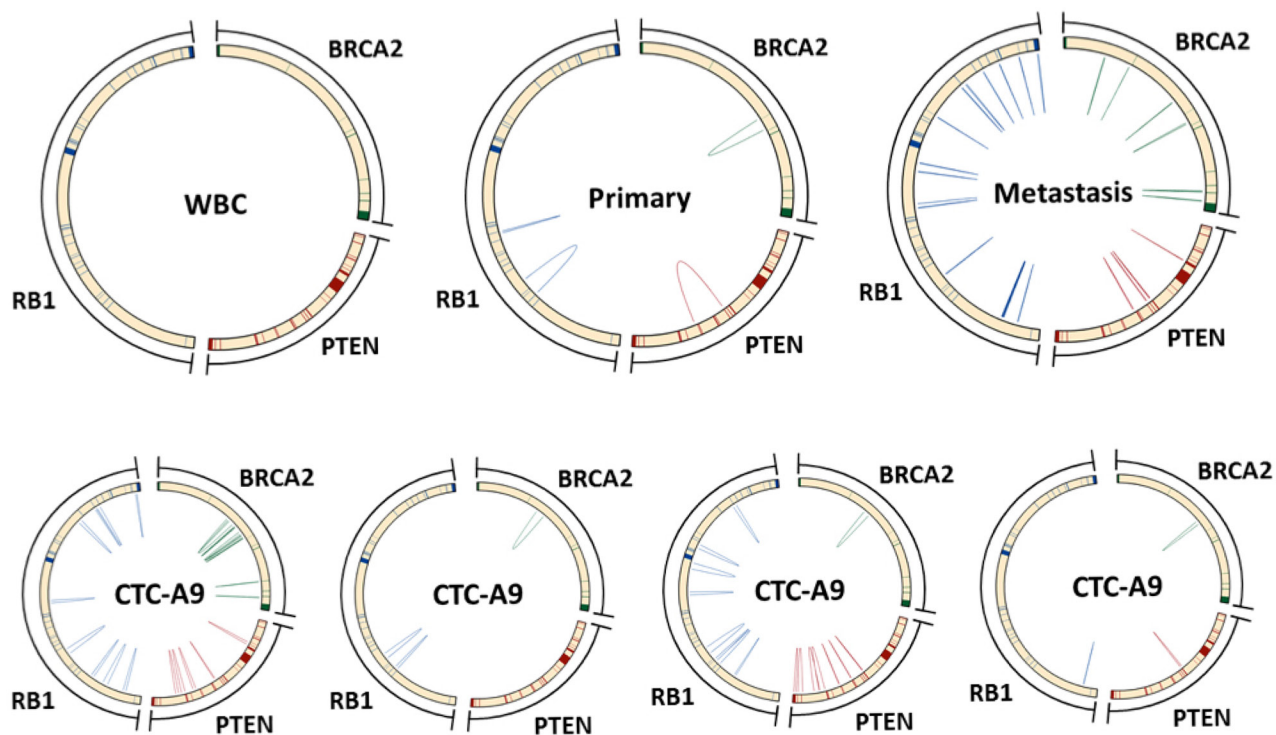 BRCA2
WBC
RB1
PTEN
BRCA2
Primary
RB1
PTEN
BRCA2
Metastasis
RB1
PTEN
BRCA2
CTC-A9
RB1
PTEN
BRCA2
CTC-A9
RB1
PTEN
BRCA2
CTC-A9
RB1
PTEN
BRCA2
CTC-A9
RB1
PTEN